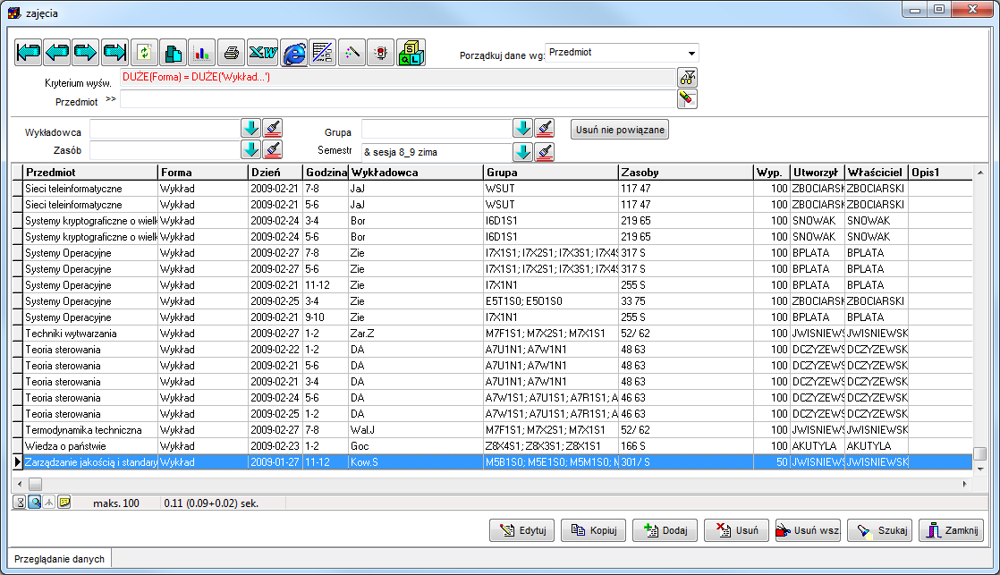 zajęcia
Porządkuj dane wg: Przedmiot
Kryterium wyśw. DUŻE(Forma) = DUŻE('Wykład...')
Przedmiot >>
Wykładowca Grupa Usuń nie powiązane
Zasób Semestr & sesja 8_9 zima
Przedmiot Forma Dzień Godzina Wykładowca Grupa Zasoby Wyp. Utworzył Właściciel Opis1
Sieci teleinformatyczne Wykład 2009-02-21 7-8 JaJ WSUT 117 47 100 ZBOCIARSK ZBOCIARSKI
Sieci teleinformatyczne Wykład 2009-02-21 5-6 JaJ WSUT 117 47 100 ZBOCIARSK ZBOCIARSKI
Systemy kryptograficzne o wielk Wykład 2009-02-24 3-4 Bor I6D1S1 219 65 100 SNOWAK SNOWAK
Systemy kryptograficzne o wielk Wykład 2009-02-24 5-6 Bor I6D1S1 219 65 100 SNOWAK SNOWAK
Systemy Operacyjne Wykład 2009-02-27 7-8 Zie I7X1S1; I7X2S1; I7X3S1; I7X4S 317 S 100 BPLATA BPLATA
Systemy Operacyjne Wykład 2009-02-27 5-6 Zie I7X1S1; I7X2S1; I7X3S1; I7X4S 317 S 100 BPLATA BPLATA
Systemy Operacyjne Wykład 2009-02-21 11-12 Zie I7X1N1 255 S 100 BPLATA BPLATA
Systemy Operacyjne Wykład 2009-02-25 3-4 Zie E5T1S0; E5O1S0 33 75 100 ZBOCIARSK ZBOCIARSKI
Systemy Operacyjne Wykład 2009-02-21 9-10 Zie I7X1N1 255 S 100 BPLATA BPLATA
Techniki wytwarzania Wykład 2009-02-27 1-2 Zar.Z M7F1S1; M7X2S1; M7X1S1 52/ 62 100 JWISNIEWS JWISNIEWSK
Teoria sterowania Wykład 2009-02-22 1-2 DA A7U1N1; A7W1N1 48 63 100 DCZYZEWS DCZYZEWSK
Teoria sterowania Wykład 2009-02-21 5-6 DA A7U1N1; A7W1N1 48 63 100 DCZYZEWS DCZYZEWSK
Teoria sterowania Wykład 2009-02-21 3-4 DA A7U1N1; A7W1N1 48 63 100 DCZYZEWS DCZYZEWSK
Teoria sterowania Wykład 2009-02-24 5-6 DA A7W1S1; A7U1S1; A7R1S1; A 46 63 100 DCZYZEWS DCZYZEWSK
Teoria sterowania Wykład 2009-02-25 1-2 DA A7W1S1; A7U1S1; A7R1S1; A 46 63 100 DCZYZEWS DCZYZEWSK
Termodynamika techniczna Wykład 2009-02-27 7-8 Wal.J M7F1S1; M7X2S1; M7X1S1 52/ 62 100 JWISNIEWS JWISNIEWSK
Wiedza o państwie Wykład 2009-02-23 1-2 Goc Z8X4S1; Z8X3S1; Z8X1S1 166 S 100 AKUTYLA AKUTYLA
Zarządzanie jakością i standary Wykład 2009-01-27 11-12 Kow.S M5B1S0; M5E1S0; M5M1S0; M 301/ S 50 JWISNIEWS JWISNIEWSK
maks. 100 0.11 (0.09+0.02) sek.
Edytuj Kopiuj Dodaj Usuń Usuń wsz. Szukaj Zamknij
Przeglądanie danych